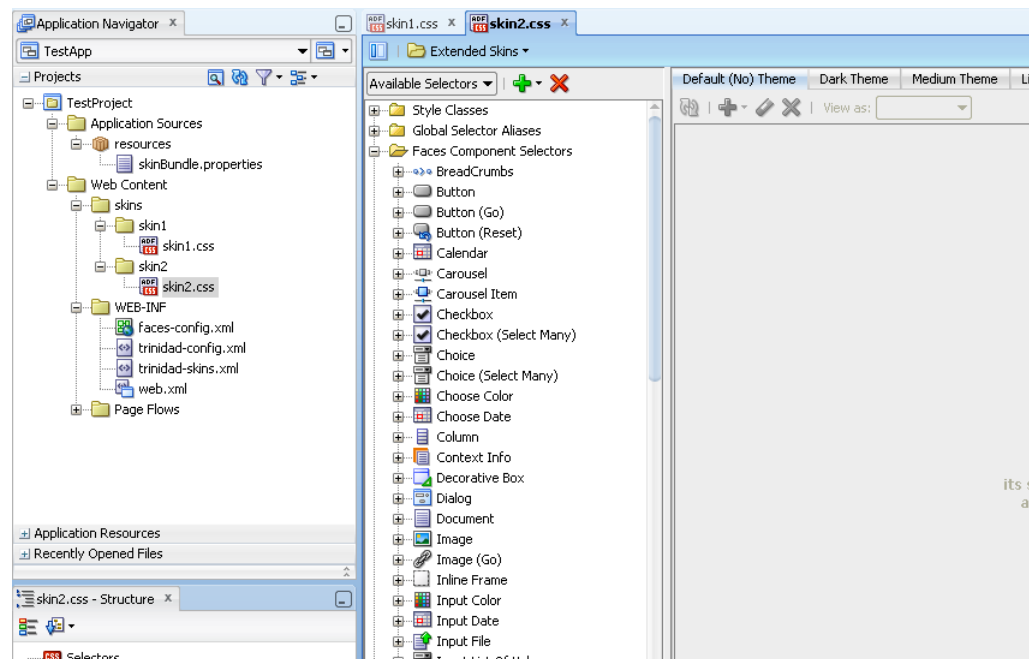 Application Navigator
TestApp
Projects
TestProject
Application Sources
resources
skinBundle.properties
Web Content
skins
skin1
skin1.css
skin2
skin2.css
WEB-INF
faces-config.xml
trinidad-config.xml
trinidad-skins.xml
web.xml
Page Flows
Application Resources
Recently Opened Files
skin2.css - Structure
Selectors
skin1.css
skin2.css
Extended Skins
Available Selectors
Style Classes
Global Selector Aliases
Faces Component Selectors
BreadCrumbs
Button
Button (Go)
Button (Reset)
Calendar
Carousel
Carousel Item
Checkbox
Checkbox (Select Many)
Choice
Choice (Select Many)
Choose Color
Choose Date
Column
Context Info
Decorative Box
Dialog
Document
Image
Image (Go)
Inline Frame
Input Color
Input Date
Input File
Default (No) Theme Dark Theme Medium Theme Li
View as:
its
a